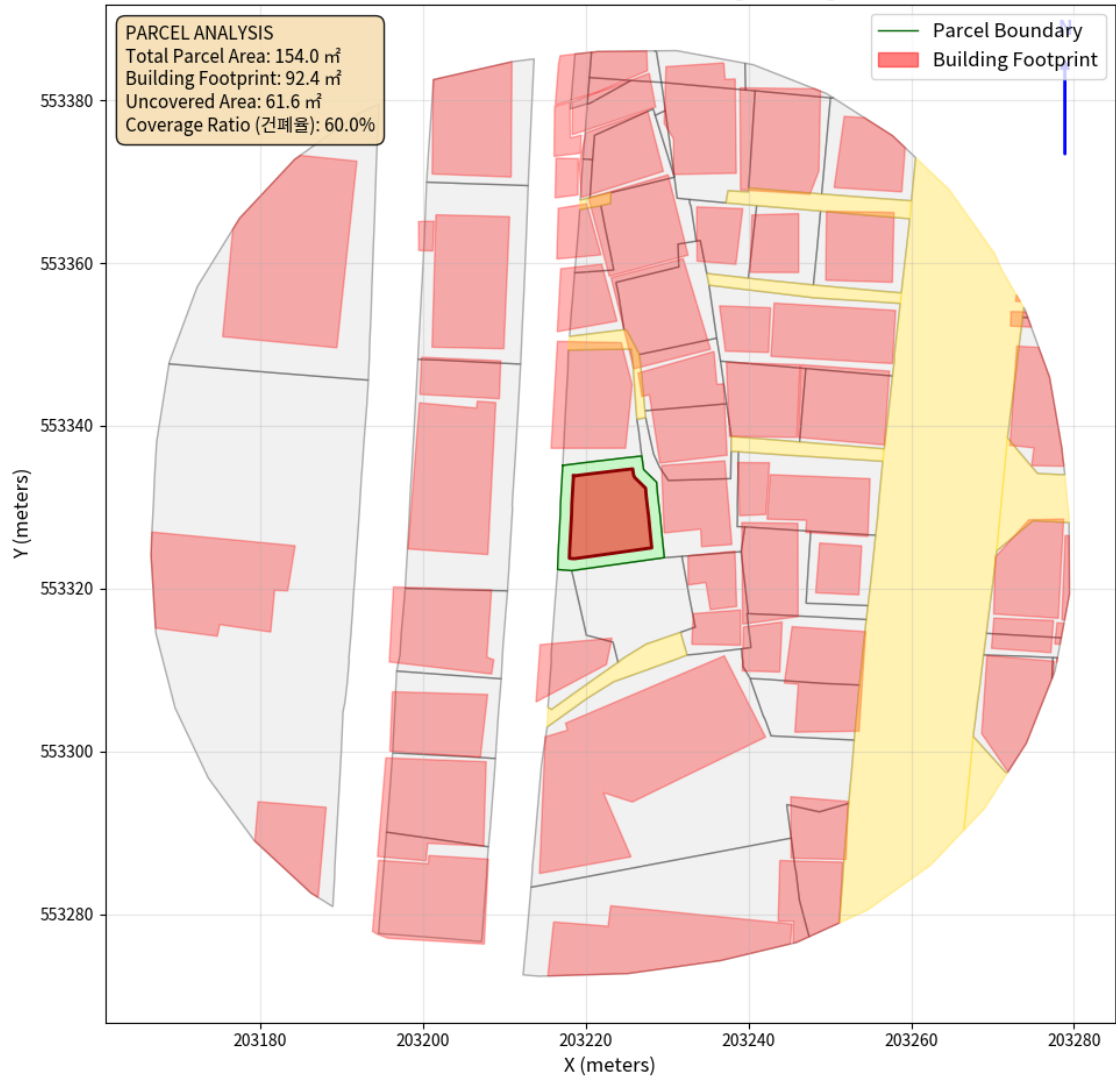 PARCEL ANALYSIS
Total Parcel Area: 154.0 ㎡
Building Footprint: 92.4 ㎡
Uncovered Area: 61.6 ㎡
Coverage Ratio (건폐율): 60.0%
Parcel Boundary
Building Footprint
N
553380
553360
553340
553320
553300
553280
Y (meters)
203180
203200
203220
203240
203260
203280
X (meters)